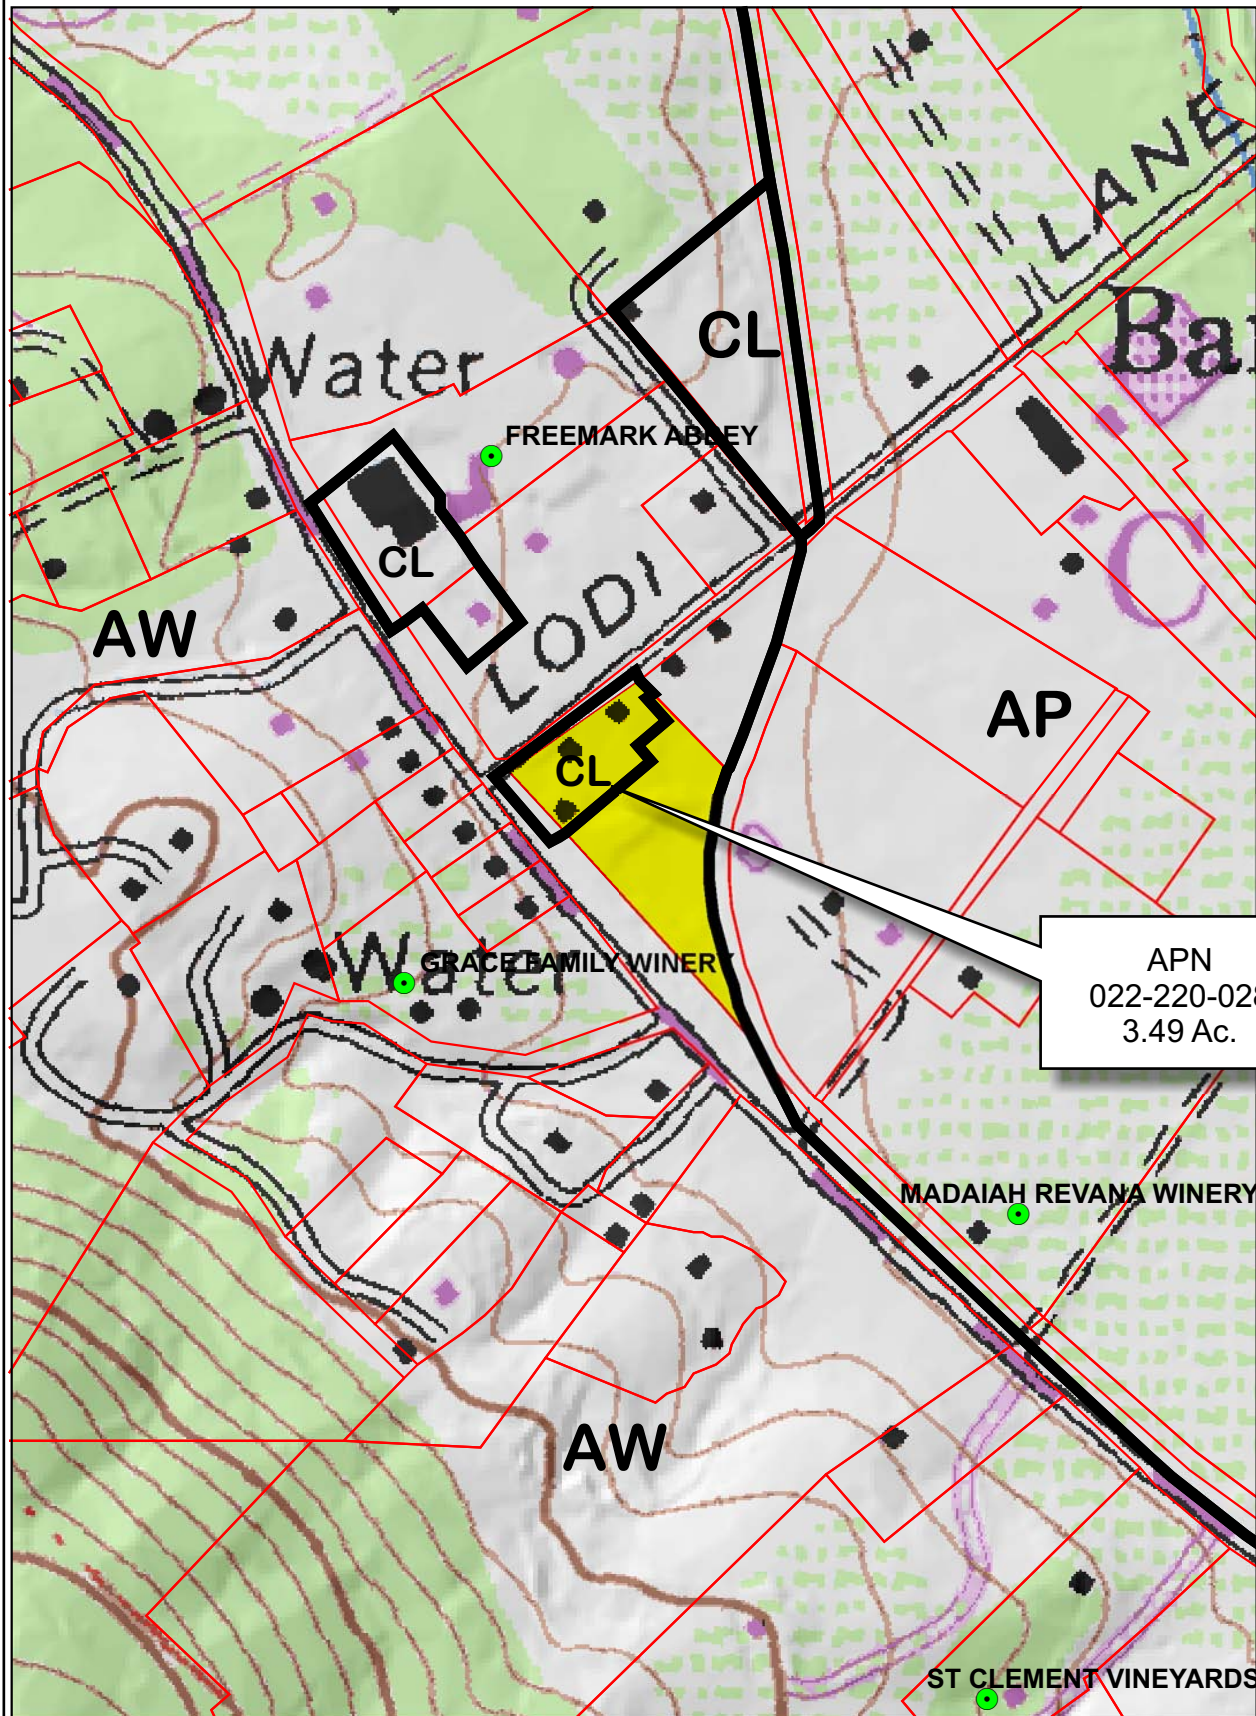 LANE
CL
Water
FREEMARK ABBEY
CL
LODI
C
AW
AP
CL
Water
GRACE FAMILY WINERY
APN
3.49 Ac.
MADAIAH REVANA WINERY
AW
ST CLEMENT VINEYARDS